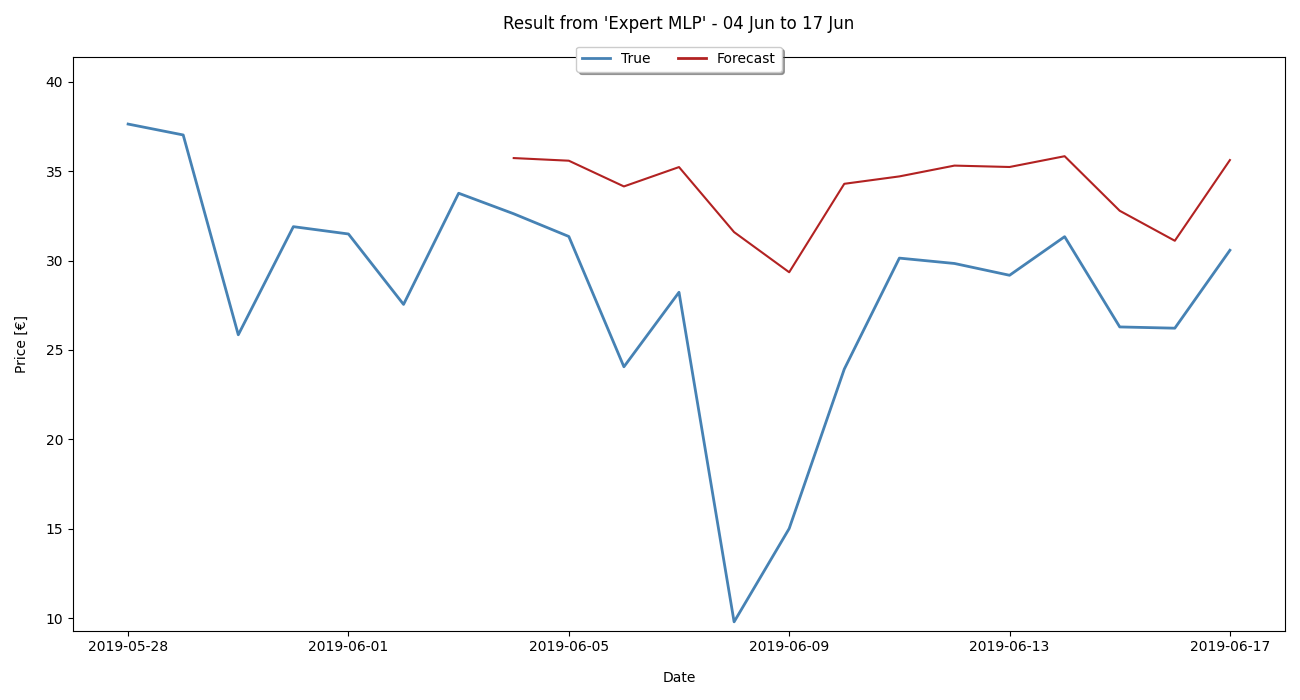 Result from 'Expert MLP' - 04 Jun to 17 Jun
True Forecast
40
35
30
25
20
15
10
Price [€]
2019-05-28 2019-06-01 2019-06-05 2019-06-09 2019-06-13 2019-06-17
Date